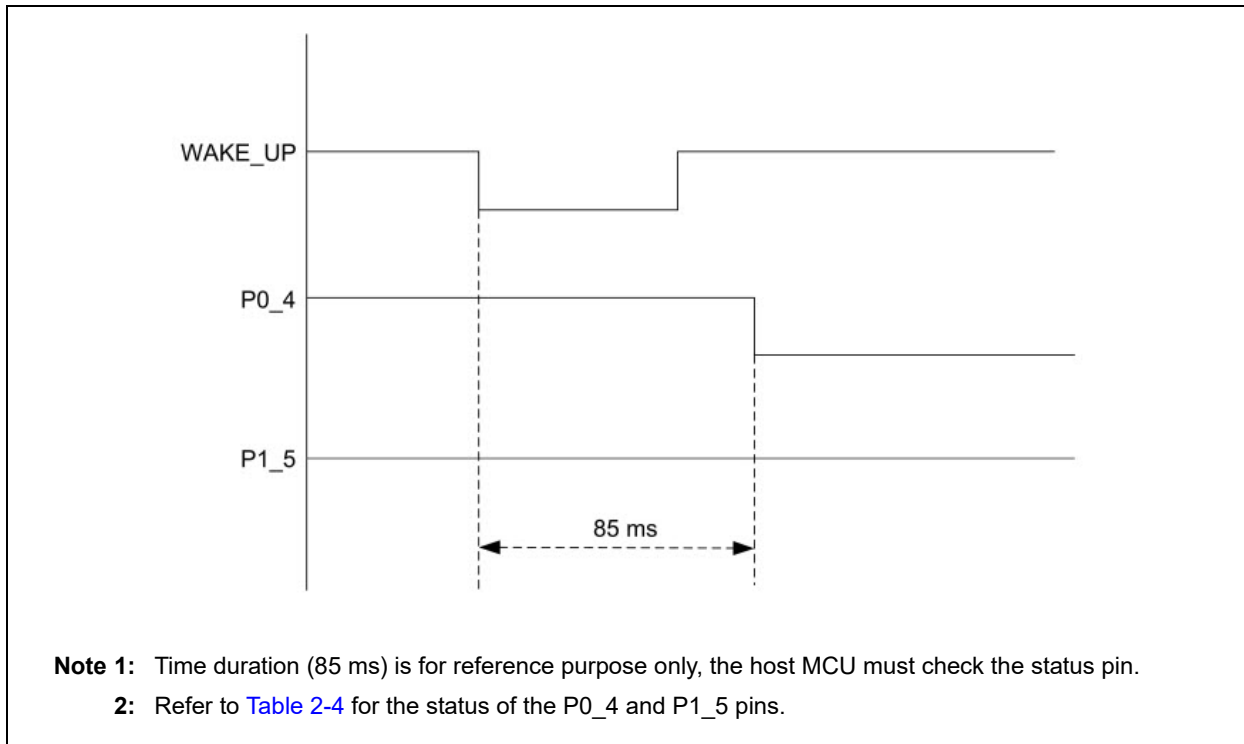 WAKE_UP
P0_4
P1_5
85 ms
Note 1: Time duration (85 ms) is for reference purpose only, the host MCU must check the status pin.
2: Refer to Table 2-4 for the status of the P0_4 and P1_5 pins.